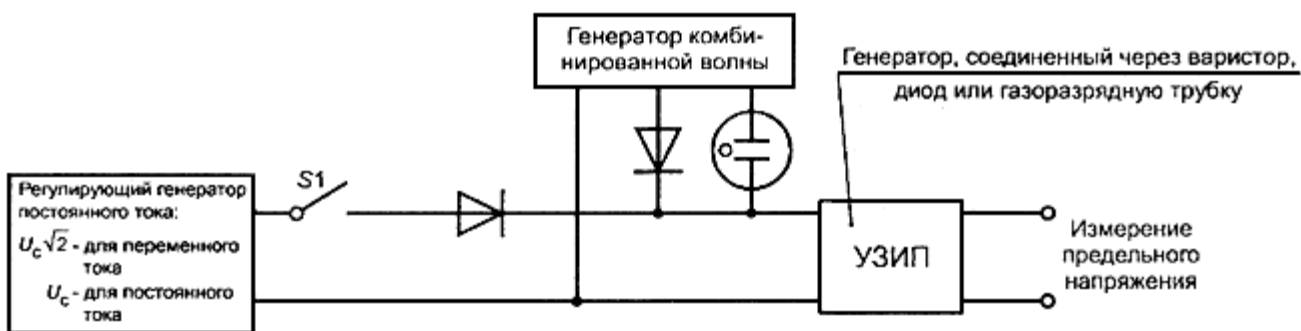 Генератор комби-
нированной волны
Генератор, соединенный через варистор,
диод или газоразрядную трубку
Регулирующий генератор
постоянного тока:
U_c√2 - для переменного
тока
U_c - для постоянного
тока
S1
УЗИП
Измерение
предельного
напряжения